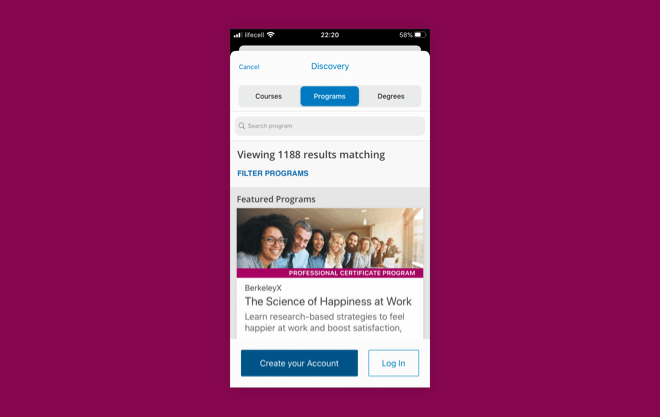 lifecell 22:20 58%
Cancel Discovery
Courses Programs Degrees
Search program
Viewing 1188 results matching
FILTER PROGRAMS
Featured Programs
PROFESSIONAL CERTIFICATE PROGRAM
BerkeleyX
The Science of Happiness at Work
Learn research-based strategies to feel
happier at work and boost satisfaction,
Create your Account Log In